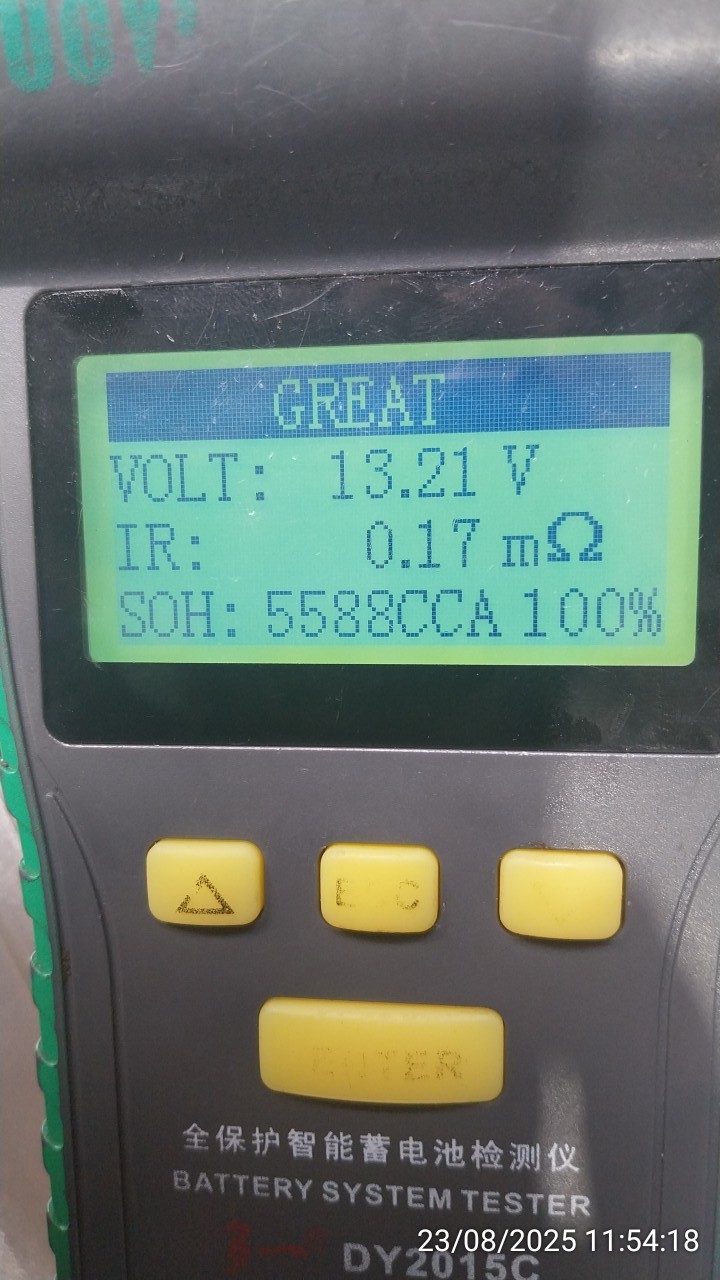 GREAT
VOLT: 13.21 V
IR: 0.17 mΩ
SOH: 5588CCA 100%
ENTER
全保护智能蓄电池检测仪
BATTERY SYSTEM TESTER
DY2015C
23/08/2025 11:54:18